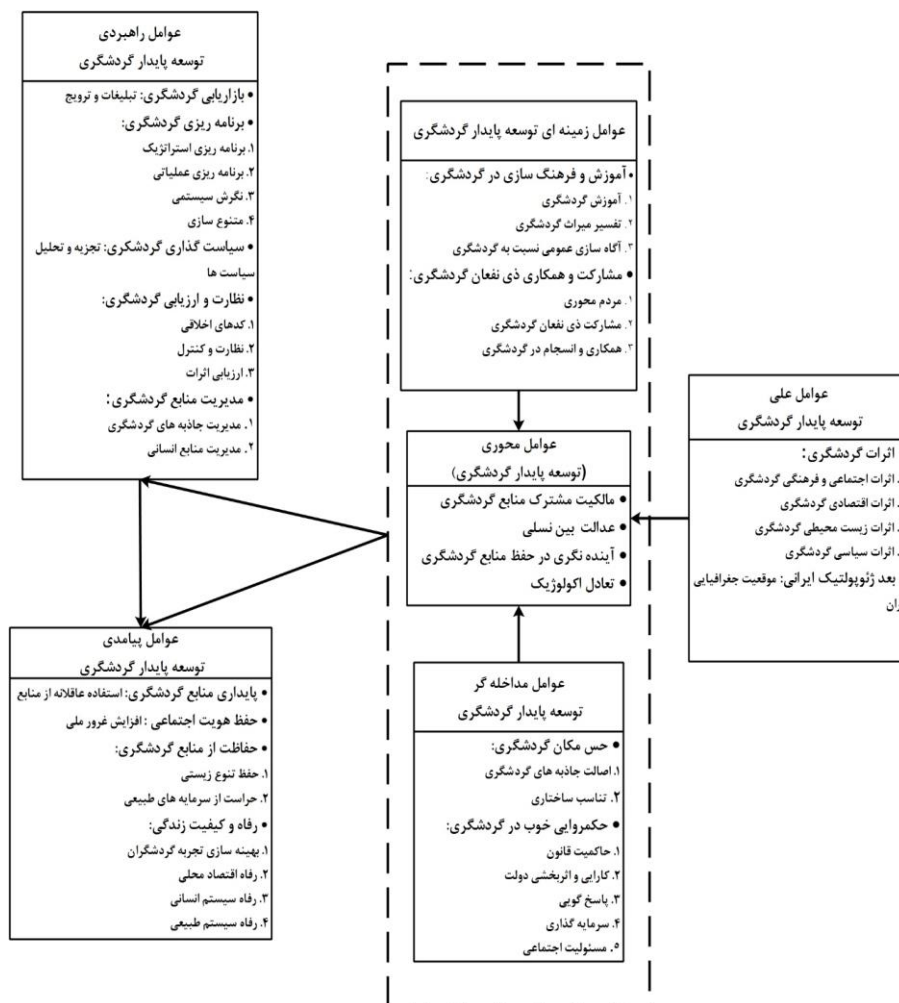 عوامل راهبردی
توسعه پایدار گردشگری
• بازاریابی گردشگری: تبلیغات و ترویج
• برنامه ریزی گردشگری:
۱. برنامه ریزی استراتژیک
۲. برنامه ریزی عملیاتی
۳. نگرش سیستمی
۴. متنوع سازی
• سیاست گذاری گردشکری: تجزیه و تحلیل
سیاست ها
• نظارت و ارزیابی گردشگری:
۱. کدهای اخلاقی
۲. نظارت و کنترل
۳. ارزیابی اثرات
• مدیریت منابع گردشگری:
۱. مدیریت جاذبه های گردشگری
۲. مدیریت منابع انسانی
عوامل زمینه ای توسعه پایدار گردشگری
• آموزش و فرهنگ سازی در گردشگری:
۱. آموزش گردشگری
۲. تفسیر میراث گردشگری
۳. آگاه سازی عمومی نسبت به گردشگری
• مشارکت و همکاری ذی نفعان گردشگری:
۱. مردم محوری
۲. مشارکت ذی نفعان گردشگری
۳. همکاری و انسجام در گردشگری
عوامل علی
توسعه پایدار گردشگری
اثرات گردشگری:
. اثرات اجتماعی و فرهنگی گردشگری
. اثرات اقتصادی گردشگری
. اثرات زیست محیطی گردشگری
. اثرات سیاسی گردشگری
بعد ژئوپولتیک ایرانی: موقعیت جغرافیایی
ران
عوامل محوری
(توسعه پایدار گردشگری)
• مالکیت مشترک منابع گردشگری
• عدالت بین نسلی
• آینده نگری در حفظ منابع گردشگری
• تعادل اکولوژیک
عوامل مداخله گر
توسعه پایدار گردشگری
• حس مکان گردشگری:
۱. اصالت جاذبه های گردشگری
۲. تناسب ساختاری
• حکمروایی خوب در گردشگری:
۱. حاکمیت قانون
۲. کارایی و اثربخشی دولت
۳. پاسخ گویی
۴. سرمایه گذاری
۵. مسئولیت اجتماعی
عوامل پیامدی
توسعه پایدار گردشگری
• پایداری منابع گردشگری: استفاده عاقلانه از منابع
• حفظ هویت اجتماعی : افزایش غرور ملی
• حفاظت از منابع گردشگری:
۱. حفظ تنوع زیستی
۲. حراست از سرمایه های طبیعی
• رفاه و کیفیت زندگی:
۱. بهینه سازی تجربه گردشگران
۲. رفاه اقتصاد محلی
۳. رفاه سیستم انسانی
۴. رفاه سیستم طبیعی